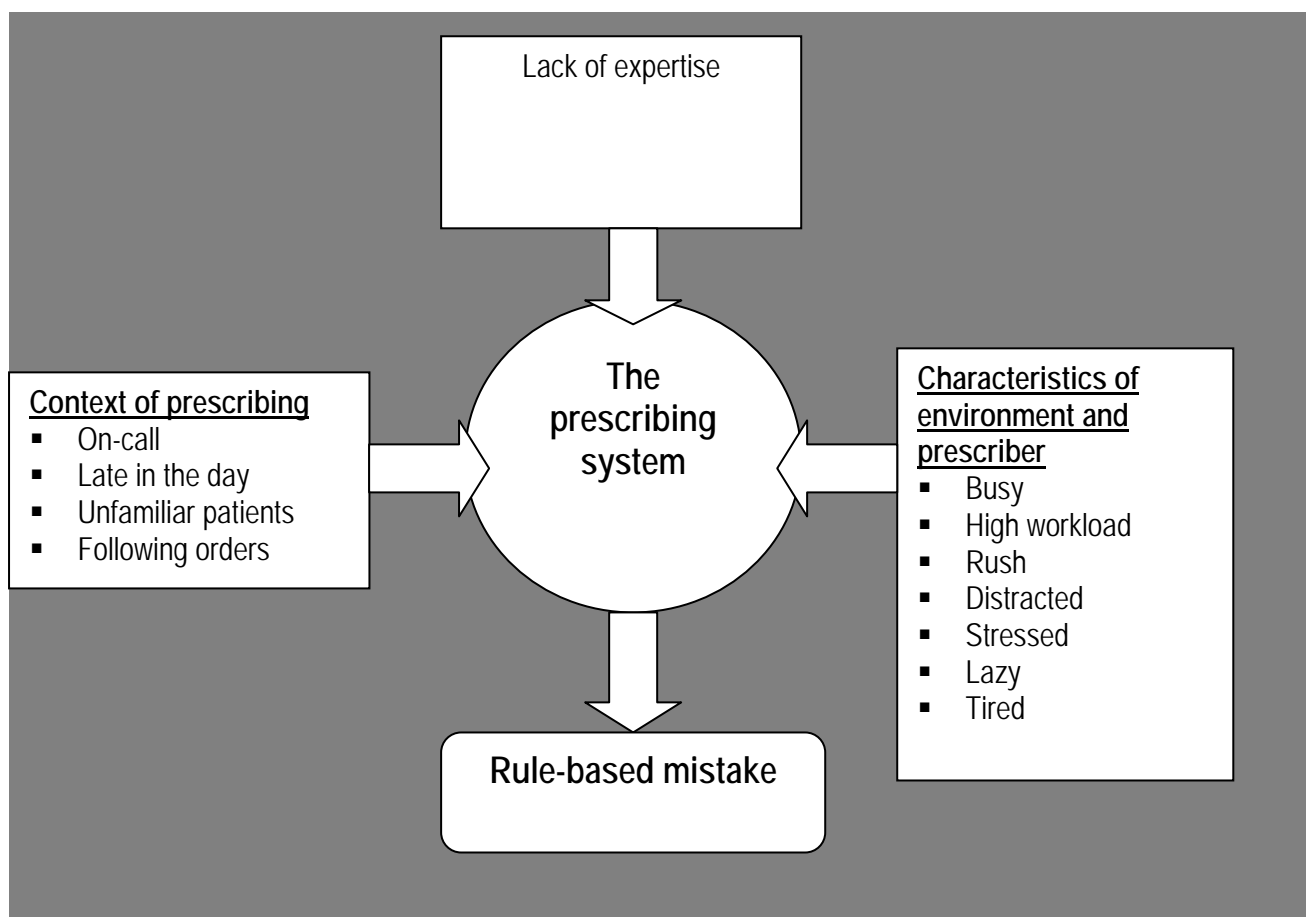 Lack of expertise
The
prescribing
system
Context of prescribing
▪ On-call
▪ Late in the day
▪ Unfamiliar patients
▪ Following orders
Characteristics of
environment and
prescriber
▪ Busy
▪ High workload
▪ Rush
▪ Distracted
▪ Stressed
▪ Lazy
▪ Tired
Rule-based mistake